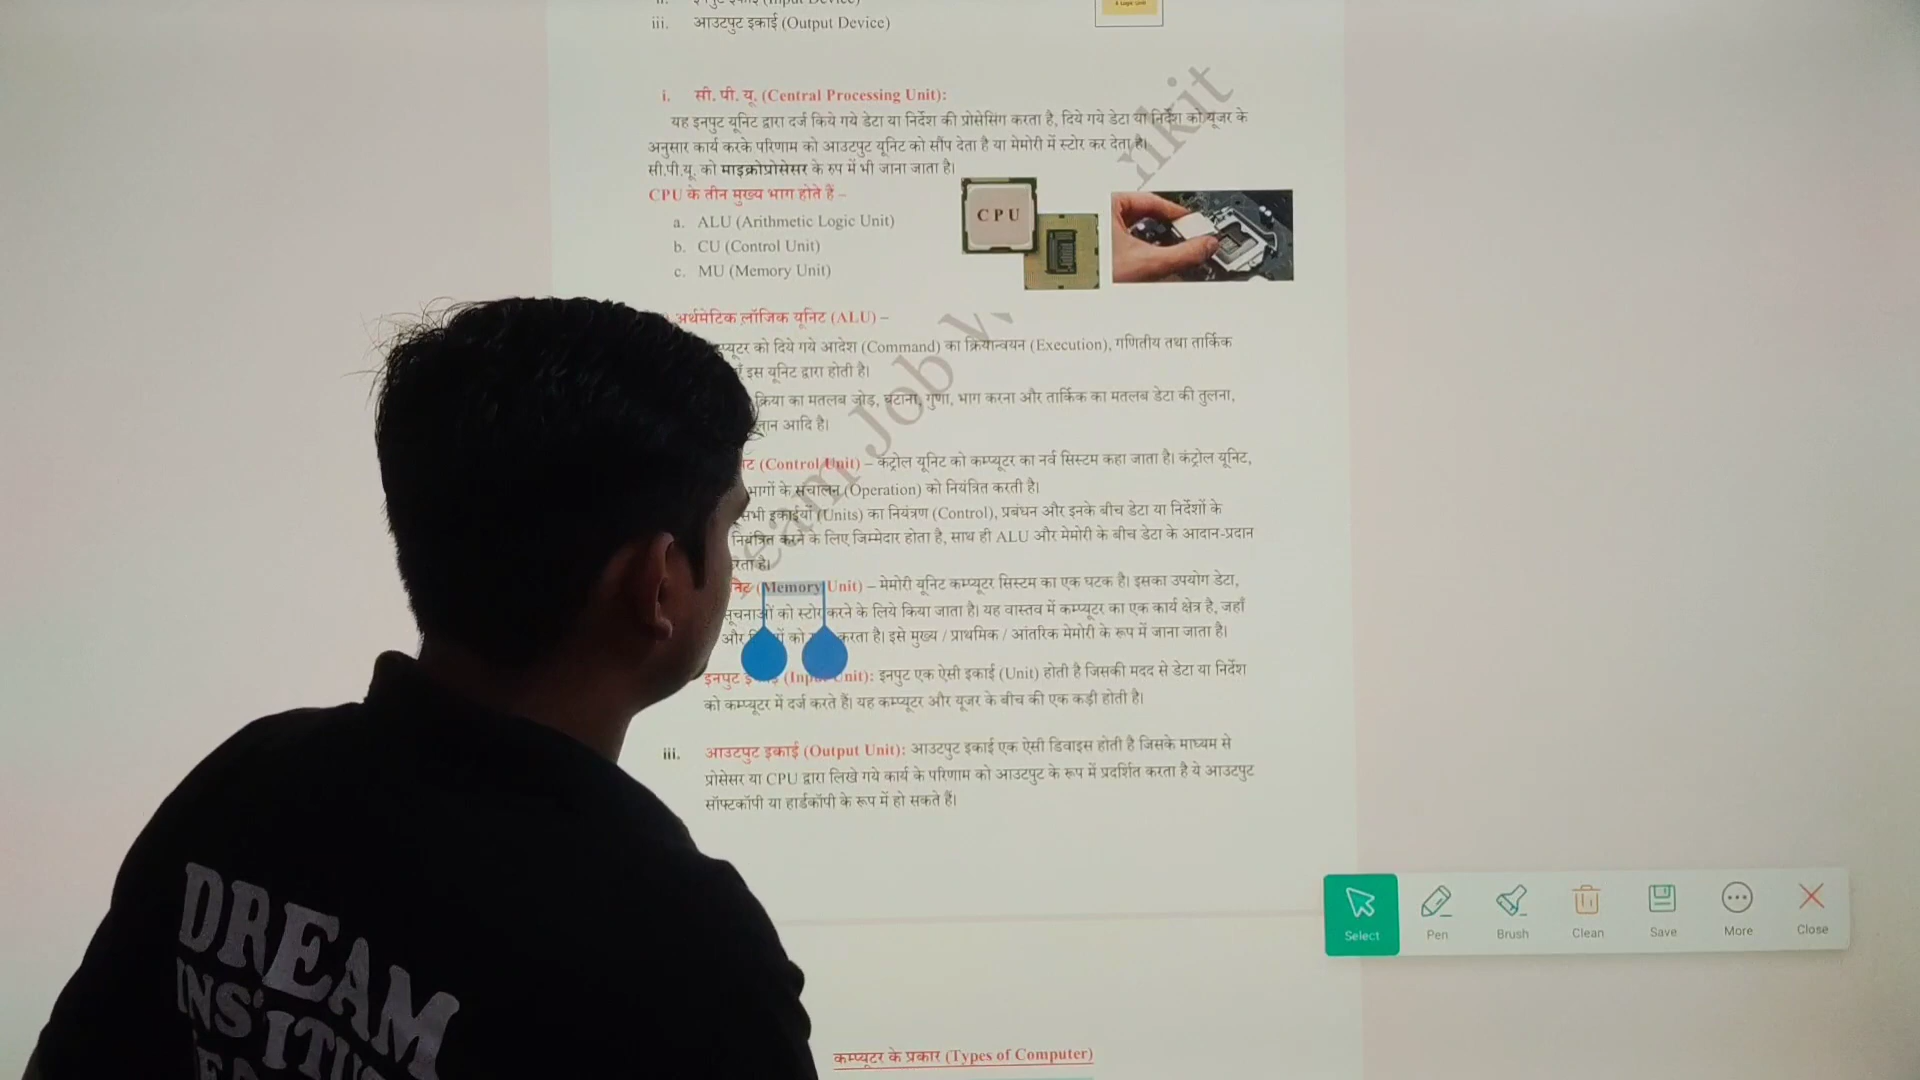 iii. आउटपुट इकाई (Output Device)
i. सी. पी. यू. (Central Processing Unit):
यह इनपुट यूनिट द्वारा दर्ज किये गये डेटा या निर्देश की प्रोसेसिंग करता है, दिये गये डेटा या निर्देश को यूजर के
अनुसार कार्य करके परिणाम को आउटपुट यूनिट को सौंप देता है या मेमोरी में स्टोर कर देता है।
सी.पी.यू. को माइक्रोप्रोसेसर के रुप में भी जाना जाता है।
CPU के तीन मुख्य भाग होते हैं –
a. ALU (Arithmetic Logic Unit)
b. CU (Control Unit)
c. MU (Memory Unit)
CPU
अर्थमेटिक लॉजिक यूनिट (ALU) –
को दिये गये आदेश (Command) का क्रियान्वयन (Execution), गणितीय तथा तार्किक
इस यूनिट द्वारा होती है।
क्रिया का मतलब जोड़, घटाना, गुणा, भाग करना और तार्किक का मतलब डेटा की तुलना,
आदि है।
(Control Unit) – कंट्रोल यूनिट को कम्प्यूटर का नर्व सिस्टम कहा जाता है। कंट्रोल यूनिट,
भागों के संचालन (Operation) को नियंत्रित करती है।
सभी इकाईयों (Units) का नियंत्रण (Control), प्रबंधन और इनके बीच डेटा या निर्देशों के
नियंत्रित करने के लिए जिम्मेदार होता है, साथ ही ALU और मेमोरी के बीच डेटा के आदान-प्रदान
है।
(Memory Unit) – मेमोरी यूनिट कम्प्यूटर सिस्टम का एक घटक है। इसका उपयोग डेटा,
सूचनाओं को स्टोर करने के लिये किया जाता है। यह वास्तव में कम्प्यूटर का एक कार्य क्षेत्र है, जहाँ
और को करता है। इसे मुख्य / प्राथमिक / आंतरिक मेमोरी के रूप में जाना जाता है।
इनपुट (Input Unit): इनपुट एक ऐसी इकाई (Unit) होती है जिसकी मदद से डेटा या निर्देश
को कम्प्यूटर में दर्ज करते हैं। यह कम्प्यूटर और यूजर के बीच की एक कड़ी होती है।
iii. आउटपुट इकाई (Output Unit): आउटपुट इकाई एक ऐसी डिवाइस होती है जिसके माध्यम से
प्रोसेसर या CPU द्वारा लिखे गये कार्य के परिणाम को आउटपुट के रूप में प्रदर्शित करता है ये आउटपुट
सॉफ्टकॉपी या हार्डकॉपी के रूप में हो सकते हैं।
Select Pen Brush Clean Save More Close
DREAM
कम्प्यूटर के प्रकार (Types of Computer)